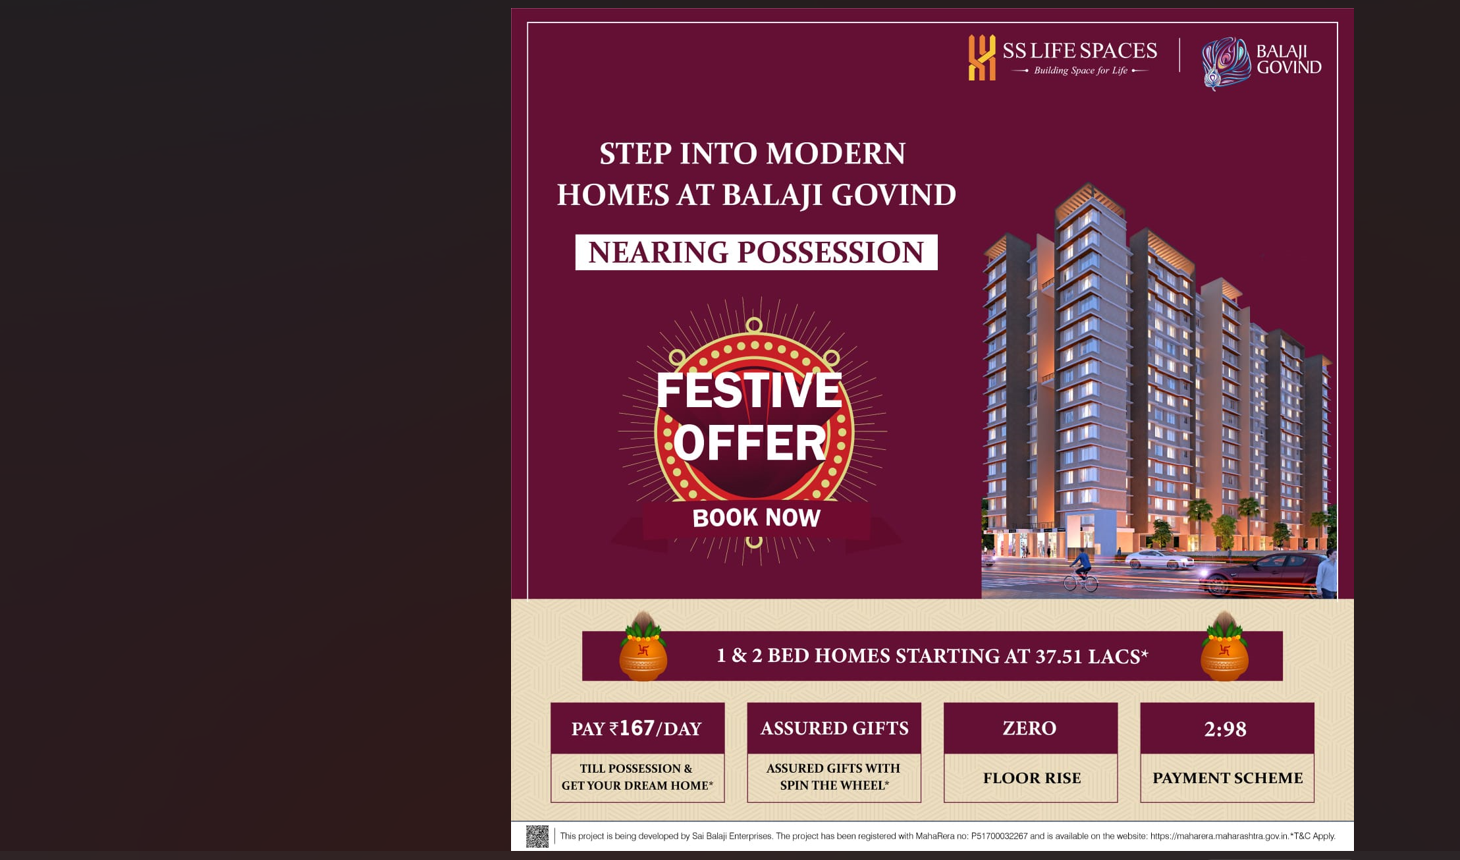 SS LIFE SPACES
Building Space for Life
BALAJI
GOVIND
STEP INTO MODERN
HOMES AT BALAJI GOVIND
NEARING POSSESSION
FESTIVE
OFFER
BOOK NOW
1 & 2 BED HOMES STARTING AT 37.51 LACS*
PAY ₹167/DAY
TILL POSSESSION &
GET YOUR DREAM HOME*
ASSURED GIFTS
ASSURED GIFTS WITH
SPIN THE WHEEL*
ZERO
FLOOR RISE
2:98
PAYMENT SCHEME
This project is being developed by Sai Balaji Enterprises. The project has been registered with MahaRera no: P51700032267 and is available on the website: https://maharera.maharashtra.gov.in.*T&C Apply.